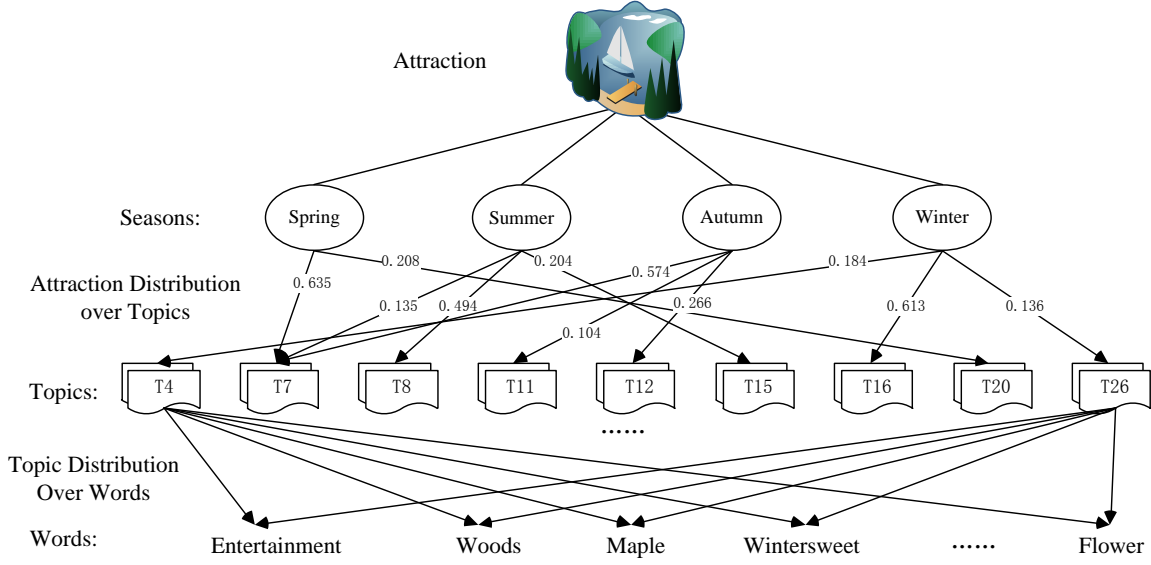 Attraction
Seasons:
Spring
Summer
Autumn
Winter
0.208
0.204
0.184
0.574
0.635
0.135
0.494
0.266
0.613
0.136
0.104
Attraction Distribution
over Topics
Topics:
T4
T7
T8
T11
T12
T15
T16
T20
T26
……
Topic Distribution
Over Words
Words:
Entertainment
Woods
Maple
Wintersweet
……
Flower